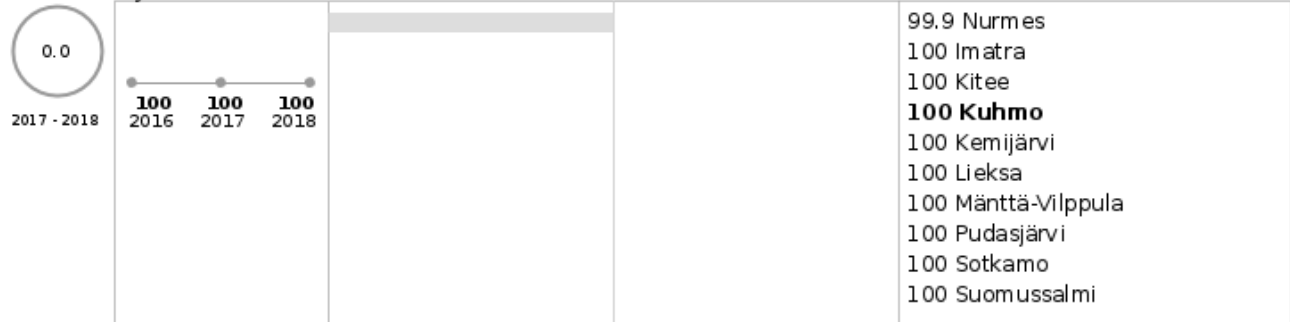 0.0
2017 - 2018
100 100 100
2016 2017 2018
99.9 Nurmes
100 Imatra
100 Kitee
100 Kuhmo
100 Kemijärvi
100 Lieksa
100 Mänttä-Vilppula
100 Pudasjärvi
100 Sotkamo
100 Suomussalmi